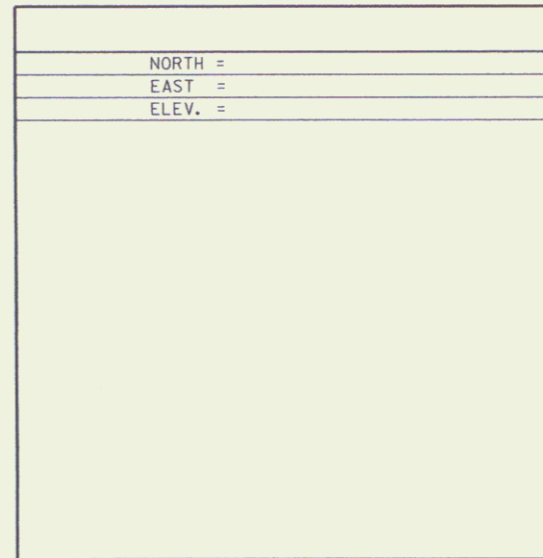 NORTH =
EAST =
ELEV. =